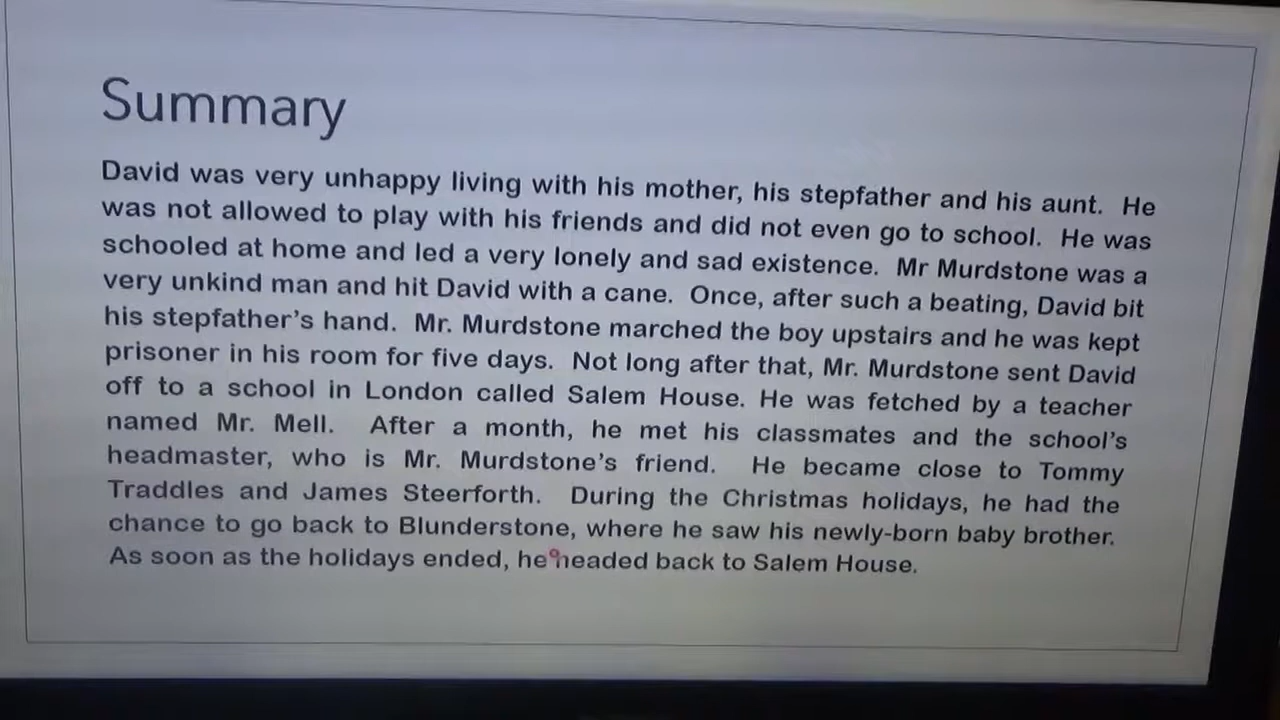 Summary
David was very unhappy living with his mother, his stepfather and his aunt. He
was not allowed to play with his friends and did not even go to school. He was
schooled at home and led a very lonely and sad existence. Mr Murdstone was a
very unkind man and hit David with a cane. Once, after such a beating, David bit
his stepfather's hand. Mr. Murdstone marched the boy upstairs and he was kept
prisoner in his room for five days. Not long after that, Mr. Murdstone sent David
off to a school in London called Salem House. He was fetched by a teacher
named Mr. Mell. After a month, he met his classmates and the school's
headmaster, who is Mr. Murdstone's friend. He became close to Tommy
Traddles and James Steerforth. During the Christmas holidays, he had the
chance to go back to Blunderstone, where he saw his newly-born baby brother.
As soon as the holidays ended, he headed back to Salem House.